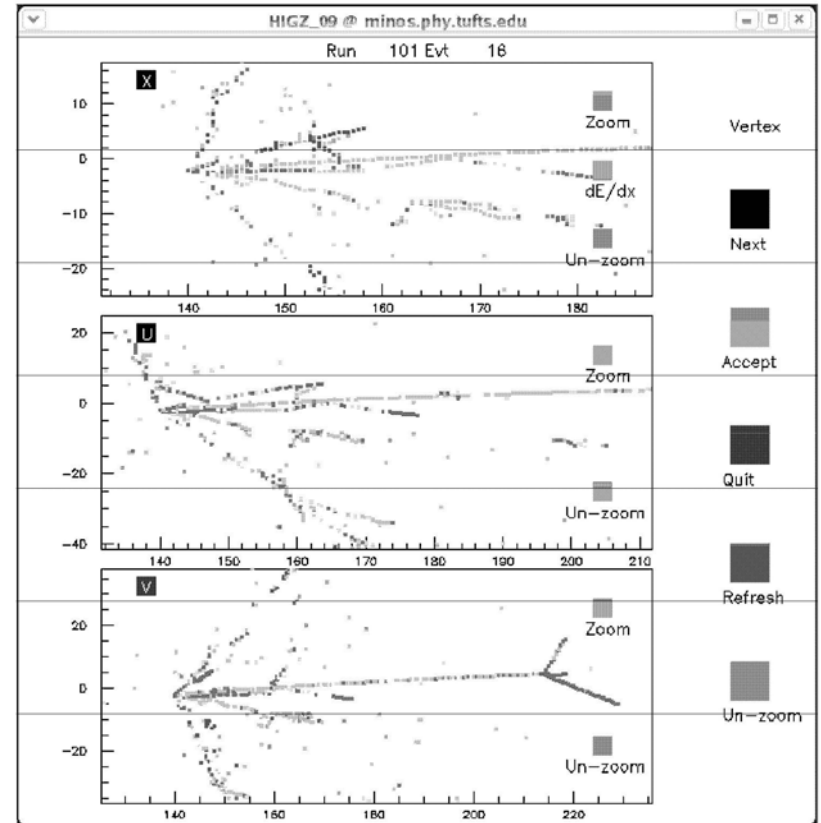 HIGZ_09 @ minos.phy.tufts.edu
Run 101 Evt 16
X
10
0
-10
-20
Zoom
dE/dx
Un-zoom
140 150 160 170 180
U
20
0
-20
-40
Zoom
Un-zoom
140 150 160 170 180 190 200 210
V
20
0
-20
Zoom
Un-zoom
140 160 180 200 220
Vertex
Next
Accept
Quit
Refresh
Un-zoom